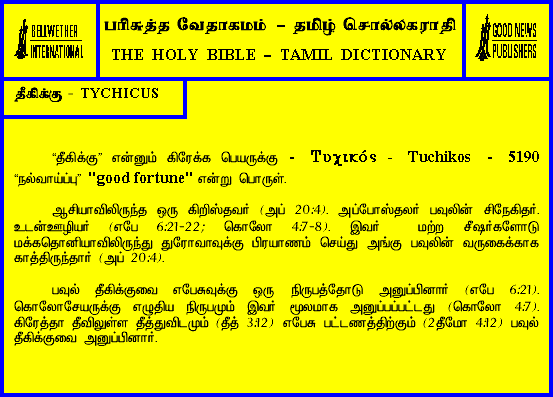 BELLWETHER
INTERNATIONAL
பரிசுத்த வேதாகமம் – தமிழ் சொல்லகராதி
THE HOLY BIBLE – TAMIL DICTIONARY
GOOD NEWS
PUBLISHERS
தீகிக்கு - TYCHICUS
“தீகிக்கு” என்னும் கிரேக்க பெயருக்கு - Τυχικός - Tuchikos - 5190
“நல்வாய்ப்பு” "good fortune" என்று பொருள்.
ஆசியாவிலிருந்த ஒரு கிறிஸ்தவர் (அப் 20:4). அப்போஸ்தலர் பவுலின் சிநேகிதர்.
உடன்ஊழியர் (எபே 6:21-22; கொலோ 4:7-8). இவர் மற்ற சீஷர்களோடு
மக்கதொனியாவிலிருந்து துரோவாவுக்கு பிரயாணம் செய்து அங்கு பவுலின் வருகைக்காக
காத்திருந்தார் (அப் 20:4).
பவுல் தீகிக்குவை எபேசுவுக்கு ஒரு நிருபத்தோடு அனுப்பினார் (எபே 6:21).
கொலோசேயருக்கு எழுதிய நிருபமும் இவர் மூலமாக அனுப்பப்பட்டது (கொலோ 4:7).
கிரேத்தா தீவிலுள்ள தீத்துவிடமும் (தீத் 3:12) எபேசு பட்டணத்திற்கும் (2தீமோ 4:12) பவுல்
தீகிக்குவை அனுப்பினார்.